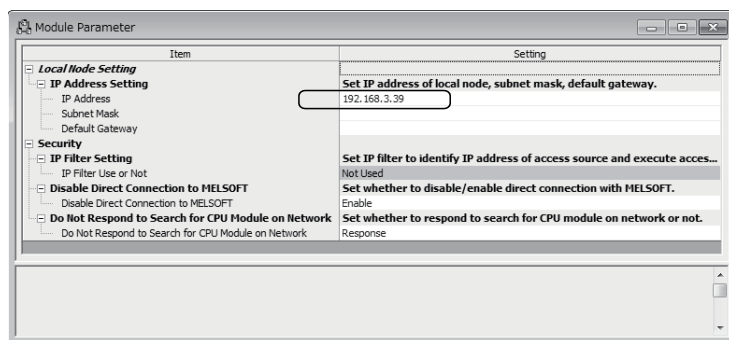 Module Parameter
Item Setting
Local Node Setting
IP Address Setting Set IP address of local node, subnet mask, default gateway.
IP Address 192.168.3.39
Subnet Mask
Default Gateway
Security
IP Filter Setting Set IP filter to identify IP address of access source and execute acces...
IP Filter Use or Not Not Used
Disable Direct Connection to MELSOFT Set whether to disable/enable direct connection with MELSOFT.
Disable Direct Connection to MELSOFT Enable
Do Not Respond to Search for CPU Module on Network Set whether to respond to search for CPU module on network or not.
Do Not Respond to Search for CPU Module on Network Response